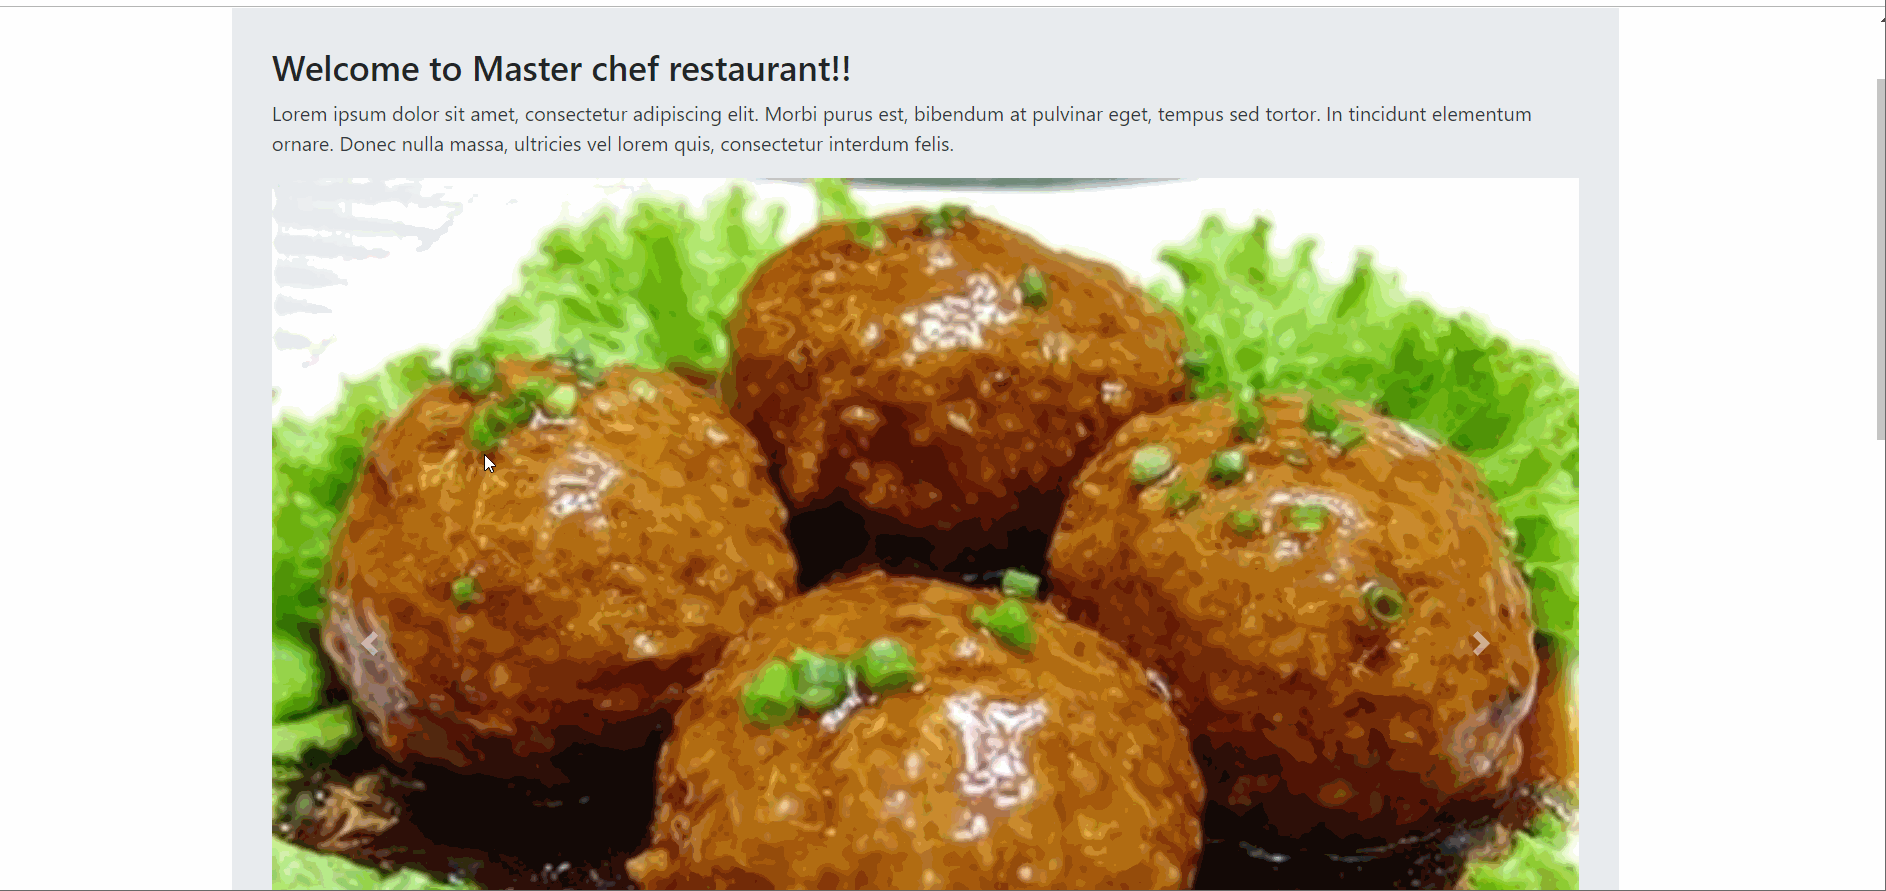 Welcome to Master chef restaurant!!
Lorem ipsum dolor sit amet, consectetur adipiscing elit. Morbi purus est, bibendum at pulvinar eget, tempus sed tortor. In tincidunt elementum
ornare. Donec nulla massa, ultricies vel lorem quis, consectetur interdum felis.